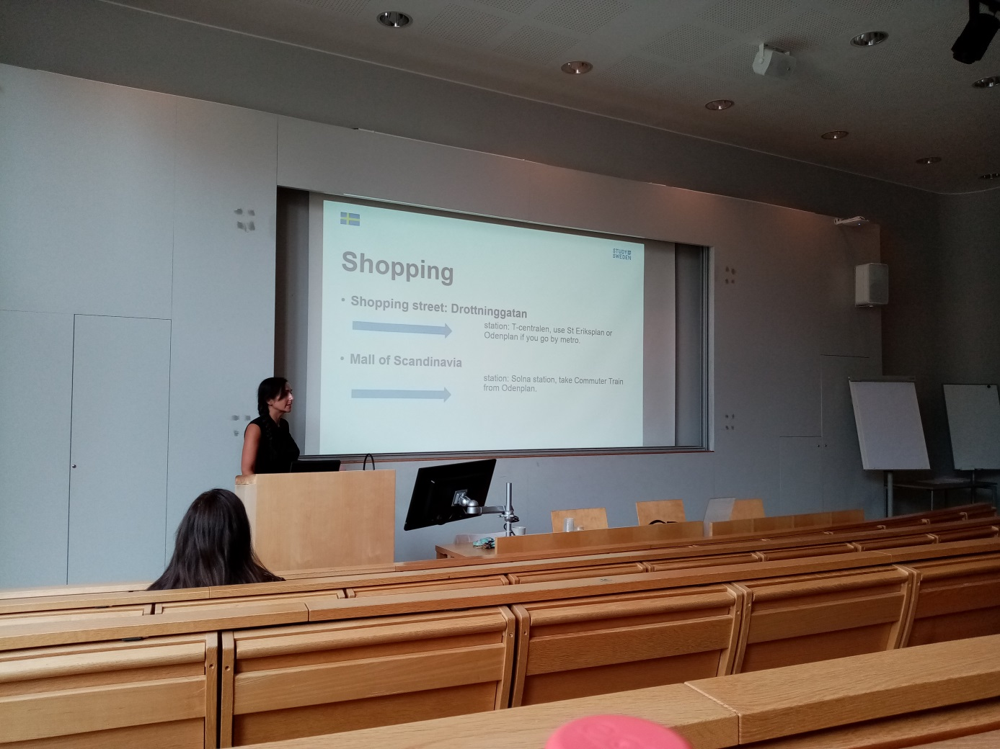 STUDY IN
SWEDEN
Shopping
• Shopping street: Drottninggatan
station: T-centralen, use St Eriksplan or
Odenplan if you go by metro.
• Mall of Scandinavia
station: Solna station, take Commuter Train
from Odenplan.